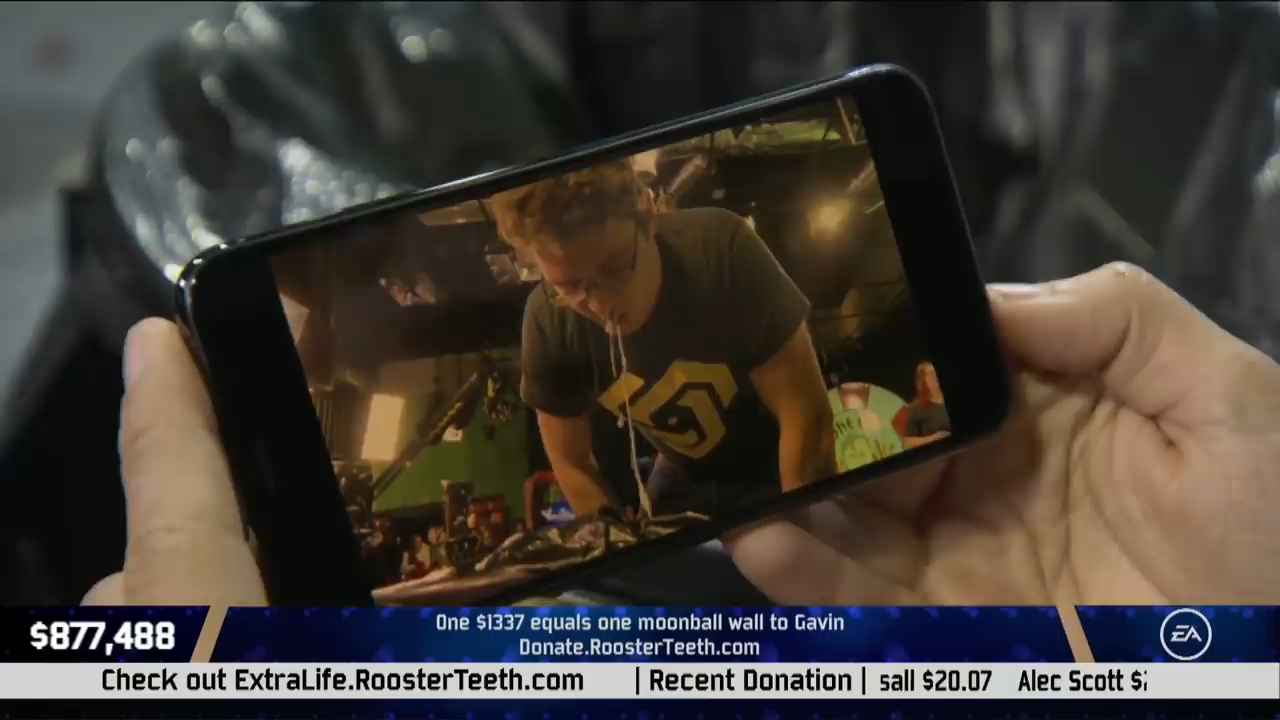 $877,488
One $1337 equals one moonball wall to Gavin
Donate.RoosterTeeth.com
EA
Check out ExtraLife.RoosterTeeth.com | Recent Donation | sall $20.07 Alec Scott $